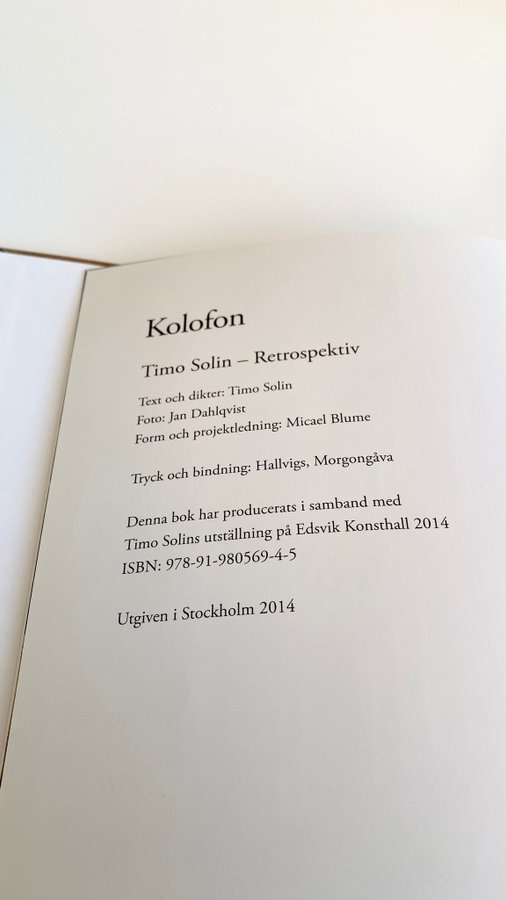 Kolofon
Timo Solin – Retrospektiv
Text och dikter: Timo Solin
Foto: Jan Dahlqvist
Form och projektledning: Micael Blume
Tryck och bindning: Hallvigs, Morgongåva
Denna bok har producerats i samband med
Timo Solins utställning på Edsvik Konsthall 2014
ISBN: 978-91-980569-4-5
Utgiven i Stockholm 2014